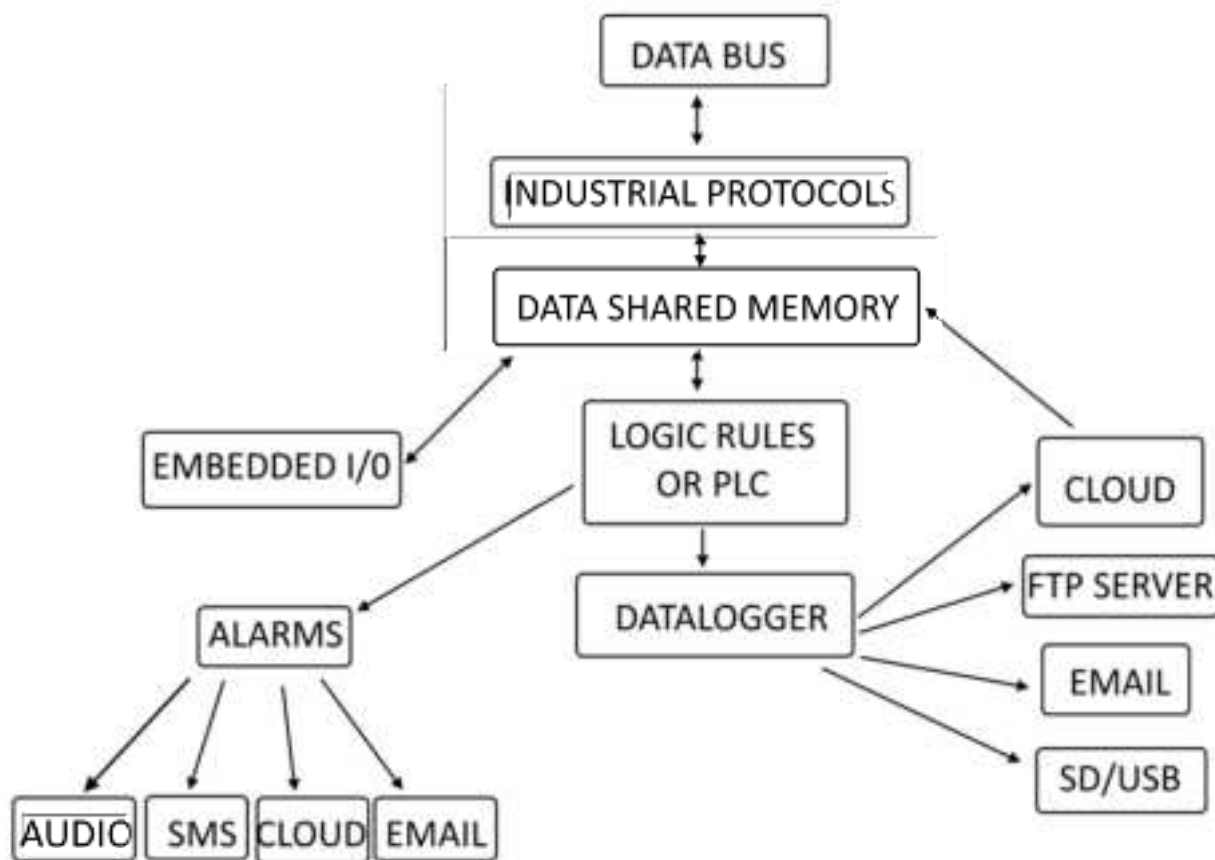 DATA BUS
INDUSTRIAL PROTOCOLS
DATA SHARED MEMORY
LOGIC RULES
OR PLC
EMBEDDED I/0
CLOUD
FTP SERVER
DATALOGGER
ALARMS
EMAIL
SD/USB
AUDIO
SMS
CLOUD
EMAIL